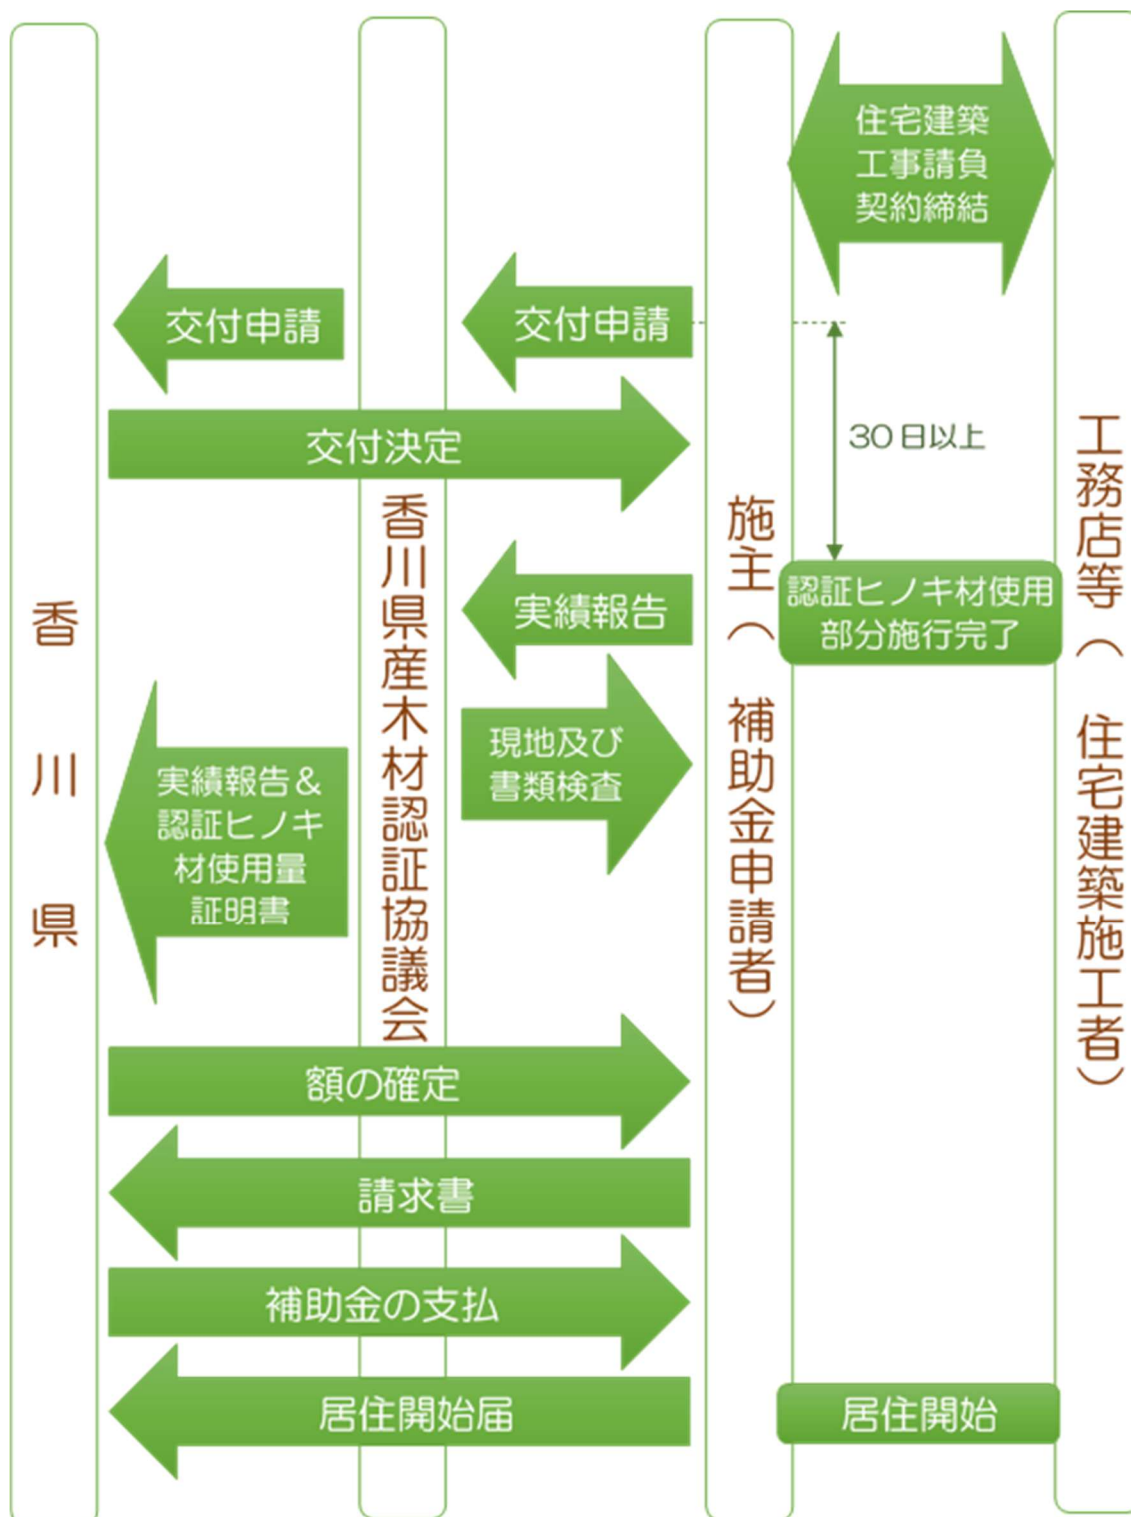 住宅建築
工事請負
契約締結
交付申請
交付申請
交付決定
30日以上
認証ヒノキ材使用
部分施行完了
実績報告
現地及び
書類検査
実績報告&
認証ヒノキ
材使用量
証明書
額の確定
請求書
補助金の支払
居住開始届
居住開始
香川県
香川県産木材認証協議会
施主(補助金申請者)
工務店等(住宅建築施工者)